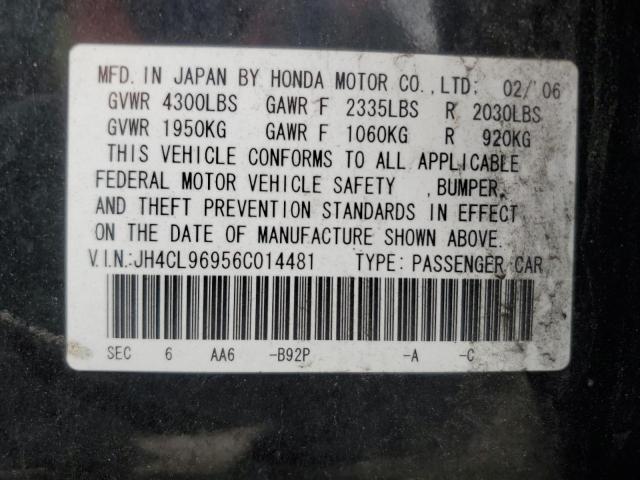 MFD. IN JAPAN BY HONDA MOTOR CO., LTD: 02/'06
GVWR 4300LBS GAWR F 2335LBS R 2030LBS
GVWR 1950KG GAWR F 1060KG R 920KG
THIS VEHICLE CONFORMS TO ALL APPLICABLE
FEDERAL MOTOR VEHICLE SAFETY ,BUMPER,
AND THEFT PREVENTION STANDARDS IN EFFECT
ON THE DATE OF MANUFACTURE SHOWN ABOVE.
V.I.N.:JH4CL96956C014481 TYPE: PASSENGER CAR
SEC 6 AA6 -B92P -A -C